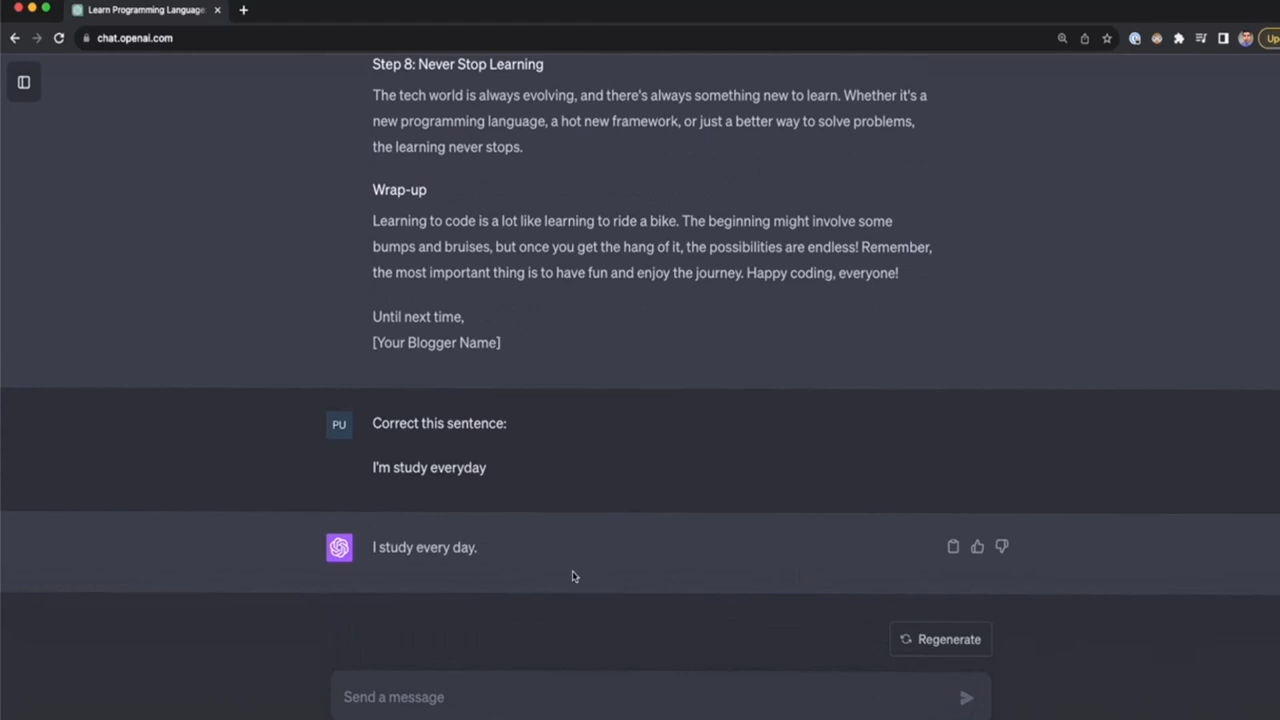 Learn Programming Language
chat.openai.com
Up
Step 8: Never Stop Learning
The tech world is always evolving, and there's always something new to learn. Whether it's a
new programming language, a hot new framework, or just a better way to solve problems,
the learning never stops.
Wrap-up
Learning to code is a lot like learning to ride a bike. The beginning might involve some
bumps and bruises, but once you get the hang of it, the possibilities are endless! Remember,
the most important thing is to have fun and enjoy the journey. Happy coding, everyone!
Until next time,
[Your Blogger Name]
PU
Correct this sentence:
I'm study everyday
I study every day.
Regenerate
Send a message